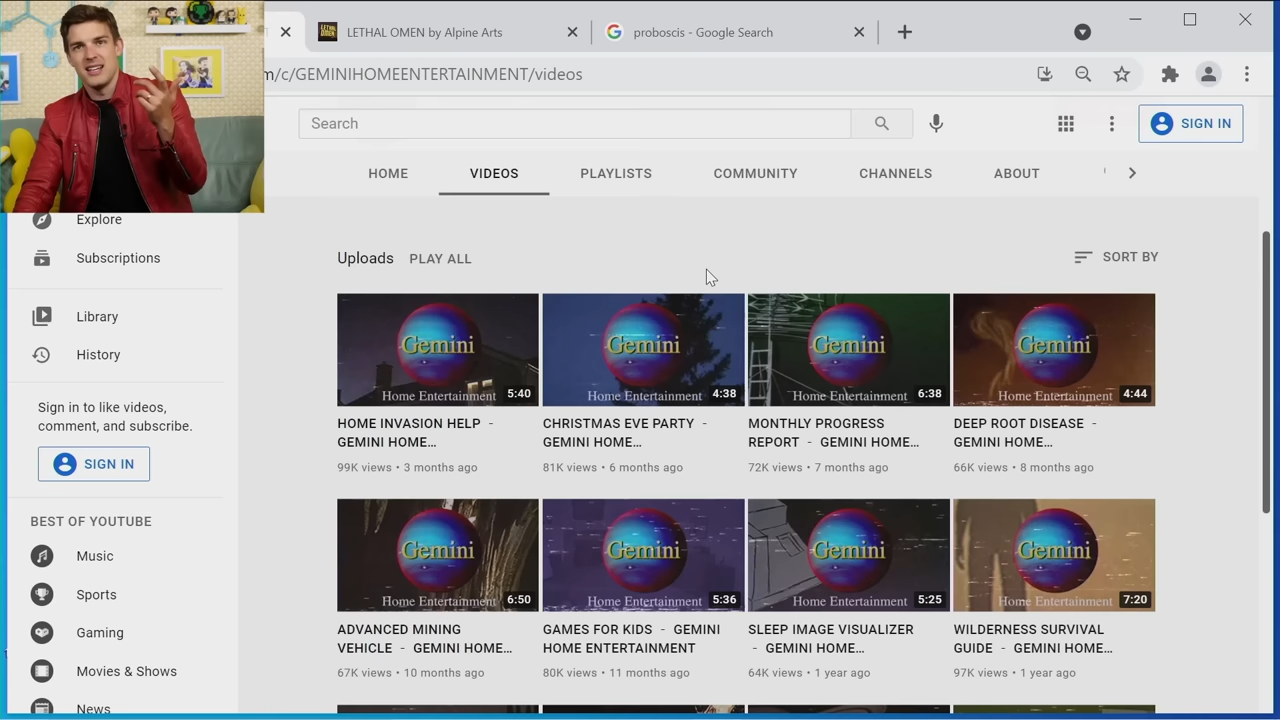 LETHAL OMEN by Alpine Arts
proboscis - Google Search
m/c/GEMINIHOMEENTERTAINMENT/videos
Search
SIGN IN
HOME
VIDEOS
PLAYLISTS
COMMUNITY
CHANNELS
ABOUT
Explore
Subscriptions
Library
History
Sign in to like videos,
comment, and subscribe.
SIGN IN
BEST OF YOUTUBE
Music
Sports
Gaming
Movies & Shows
News
Uploads PLAY ALL
SORT BY
Gemini
Home Entertainment
5:40
HOME INVASION HELP -
GEMINI HOME...
99K views • 3 months ago
Gemini
Home Entertainment
4:38
CHRISTMAS EVE PARTY -
GEMINI HOME...
81K views • 6 months ago
Gemini
Home Entertainment
6:38
MONTHLY PROGRESS
REPORT - GEMINI HOME...
72K views • 7 months ago
Gemini
Home Entertainment
4:44
DEEP ROOT DISEASE -
GEMINI HOME...
66K views • 8 months ago
Gemini
Home Entertainment
6:50
ADVANCED MINING
VEHICLE - GEMINI HOME...
67K views • 10 months ago
Gemini
Home Entertainment
5:36
GAMES FOR KIDS - GEMINI
HOME ENTERTAINMENT
80K views • 11 months ago
Gemini
Home Entertainment
5:25
SLEEP IMAGE VISUALIZER
- GEMINI HOME...
64K views • 1 year ago
Gemini
Home Entertainment
7:20
WILDERNESS SURVIVAL
GUIDE - GEMINI HOME...
97K views • 1 year ago